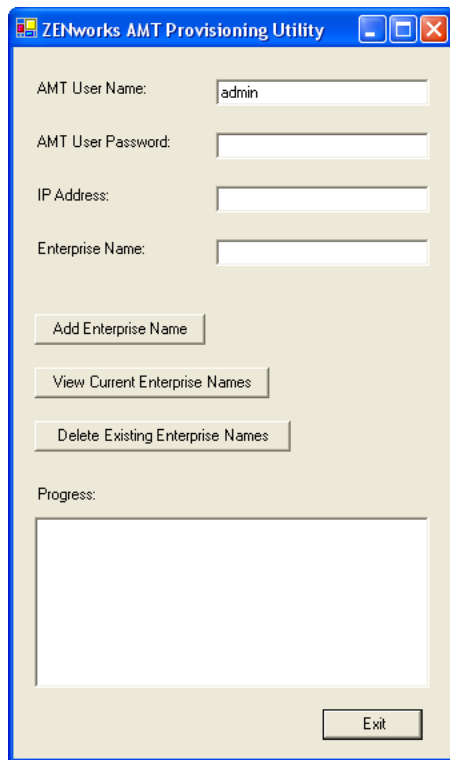 ZENworks AMT Provisioning Utility
AMT User Name: admin
AMT User Password:
IP Address:
Enterprise Name:
Add Enterprise Name
View Current Enterprise Names
Delete Existing Enterprise Names
Progress:
Exit